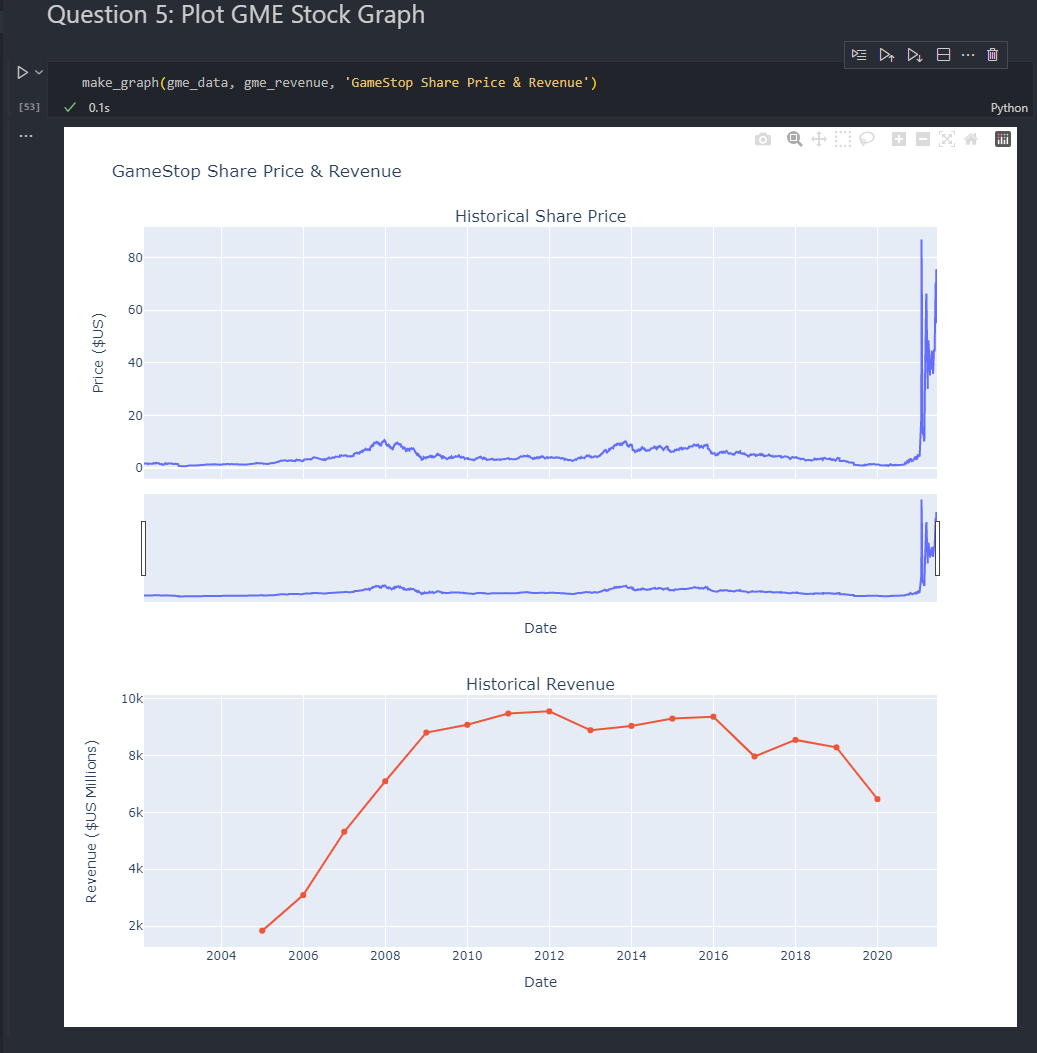 Question 5: Plot GME Stock Graph
make_graph(gme_data, gme_revenue, 'GameStop Share Price & Revenue')
[53]
0.1s
Python
GameStop Share Price & Revenue
Historical Share Price
80
60
40
20
0
Price ($US)
Date
Historical Revenue
10k
8k
6k
4k
2k
Revenue ($US Millions)
2004 2006 2008 2010 2012 2014 2016 2018 2020
Date